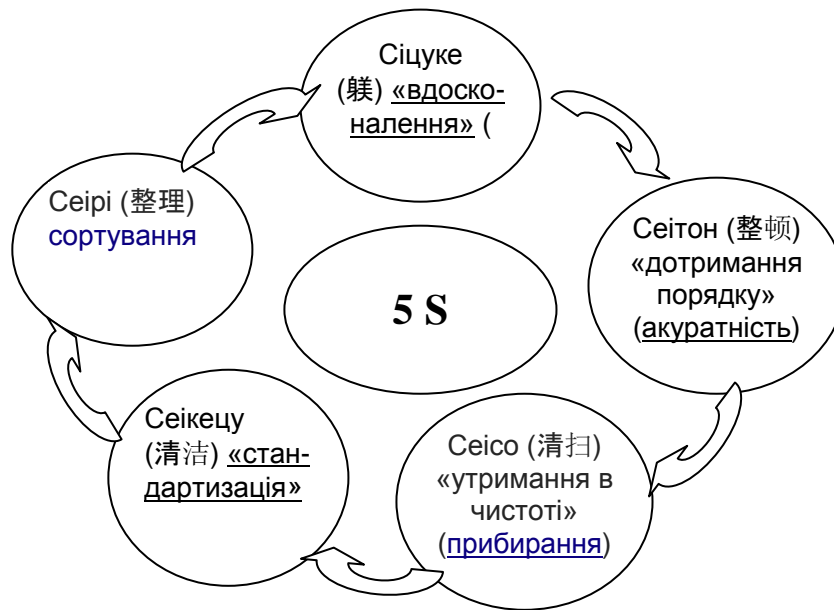 Сіцуке
(躾) «вдоско-
налення» (
Сеірі (整理)
сортування
Сеітон (整顿)
«дотримання
порядку»
(акуратність)
5 S
Сеікецу
(清洁) «стан-
дартизація»
Сеісо (清扫)
«утримання в
чистоті»
(прибирання)